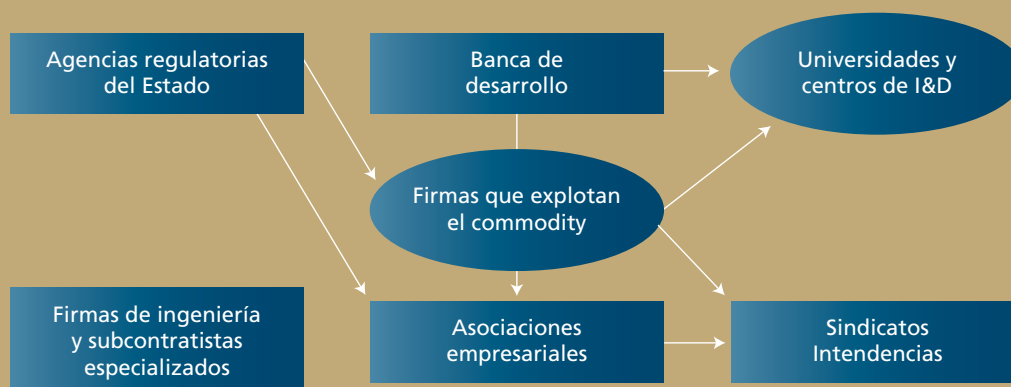 Agencias regulatorias
del Estado
Banca de
desarrollo
Universidades y
centros de I&D
Firmas que explotan
el commodity
Firmas de ingeniería
y subcontratistas
especializados
Asociaciones
empresariales
Sindicatos
Intendencias